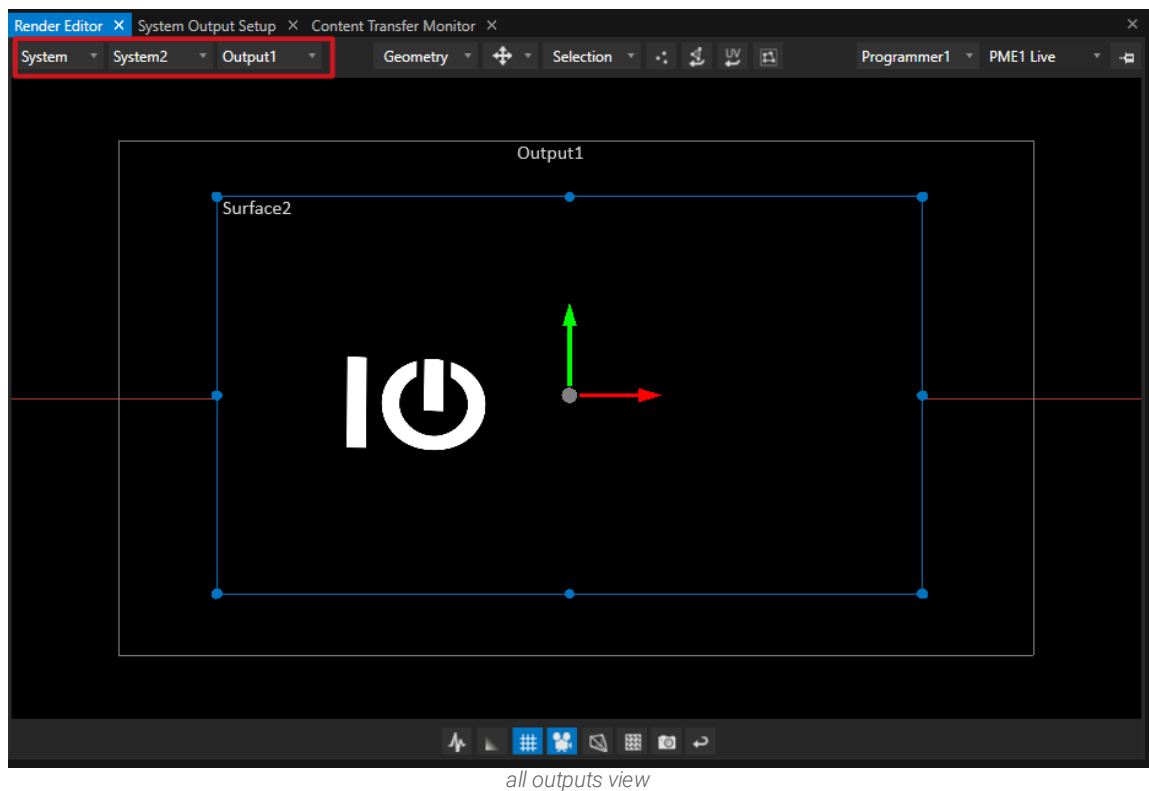 Render Editor System Output Setup Content Transfer Monitor
System System2 Output1 Geometry Selection UV Programmer1 PME1 Live
Output1
Surface2
all outputs view